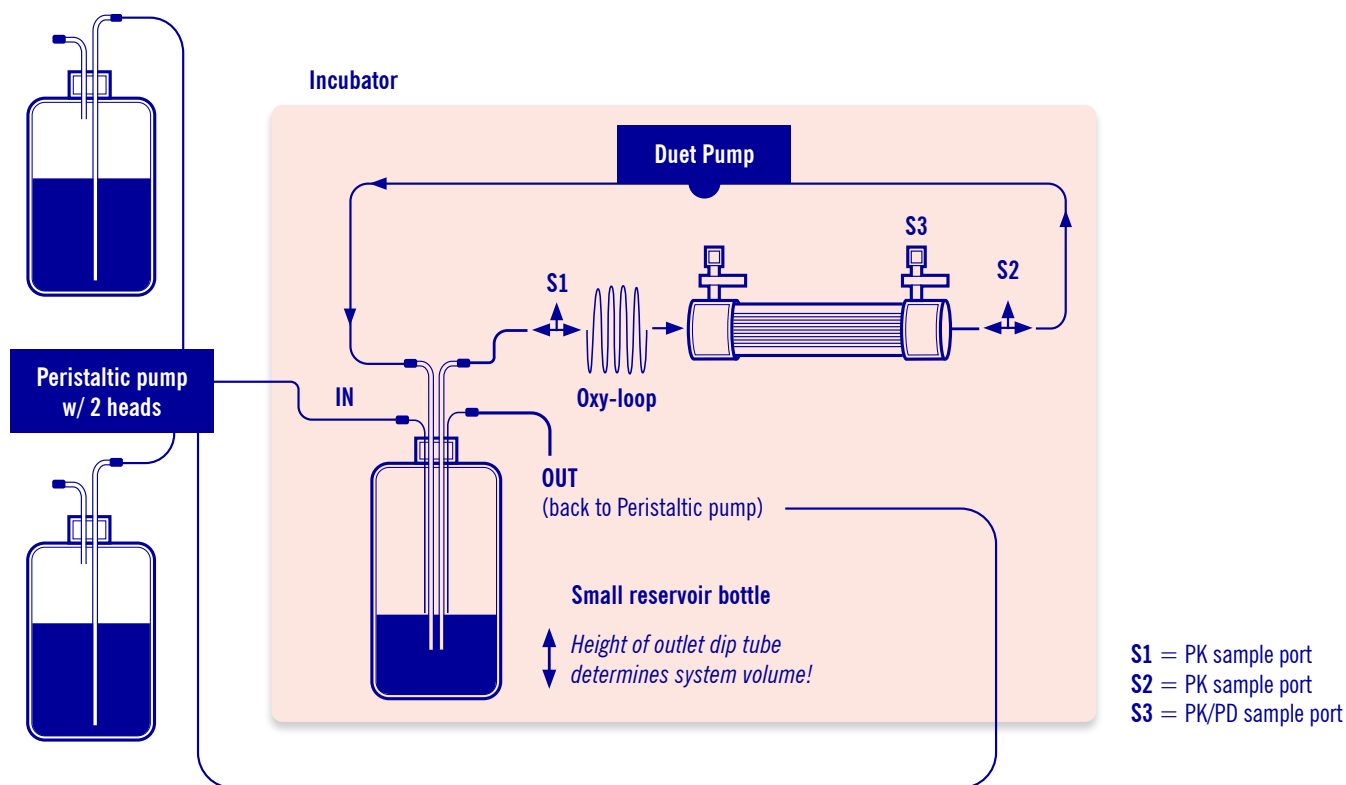 Incubator
Duet Pump
S3
S2
S1
Oxy-loop
Peristaltic pump
w/ 2 heads
IN
OUT
(back to Peristaltic pump)
Small reservoir bottle
Height of outlet dip tube
determines system volume!
S1 = PK sample port
S2 = PK sample port
S3 = PK/PD sample port